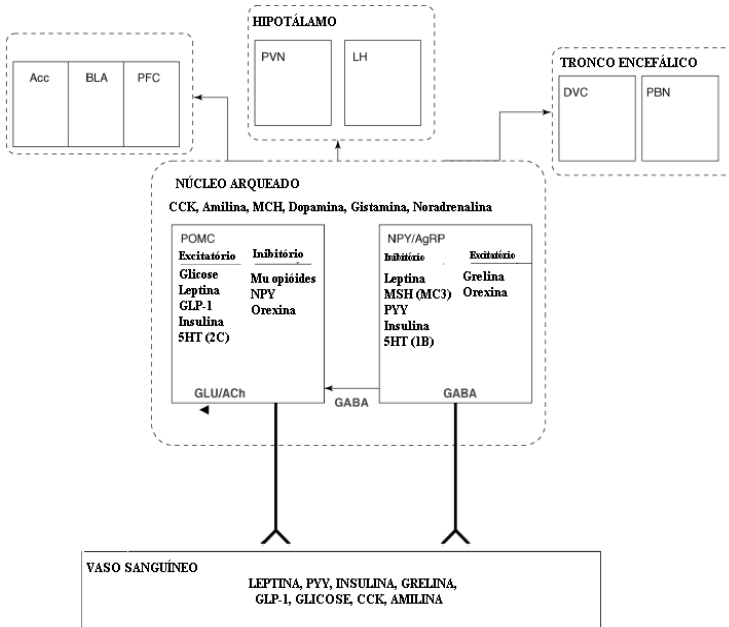 HIPOTÁLAMO
PVN
LH
Acc
BLA
PFC
TRONCO ENCEFÁLICO
DVC
PBN
NÚCLEO ARQUEADO
CCK, Amilina, MCH, Dopamina, Gistamina, Noradrenalina
POMC
Excitatório
Inibitório
Glicose
Leptina
GLP-1
Insulina
5HT (2C)
Mu opióides
NPY
Orexina
GLU/ACh
GABA
NPY/AgRP
Inibitório
Excitatório
Leptina
MSH (MC3)
PYY
Insulina
5HT (1B)
Grelina
Orexina
GABA
VASO SANGUÍNEO
LEPTINA, PYY, INSULINA, GRELINA,
GLP-1, GLICOSE, CCK, AMILINA